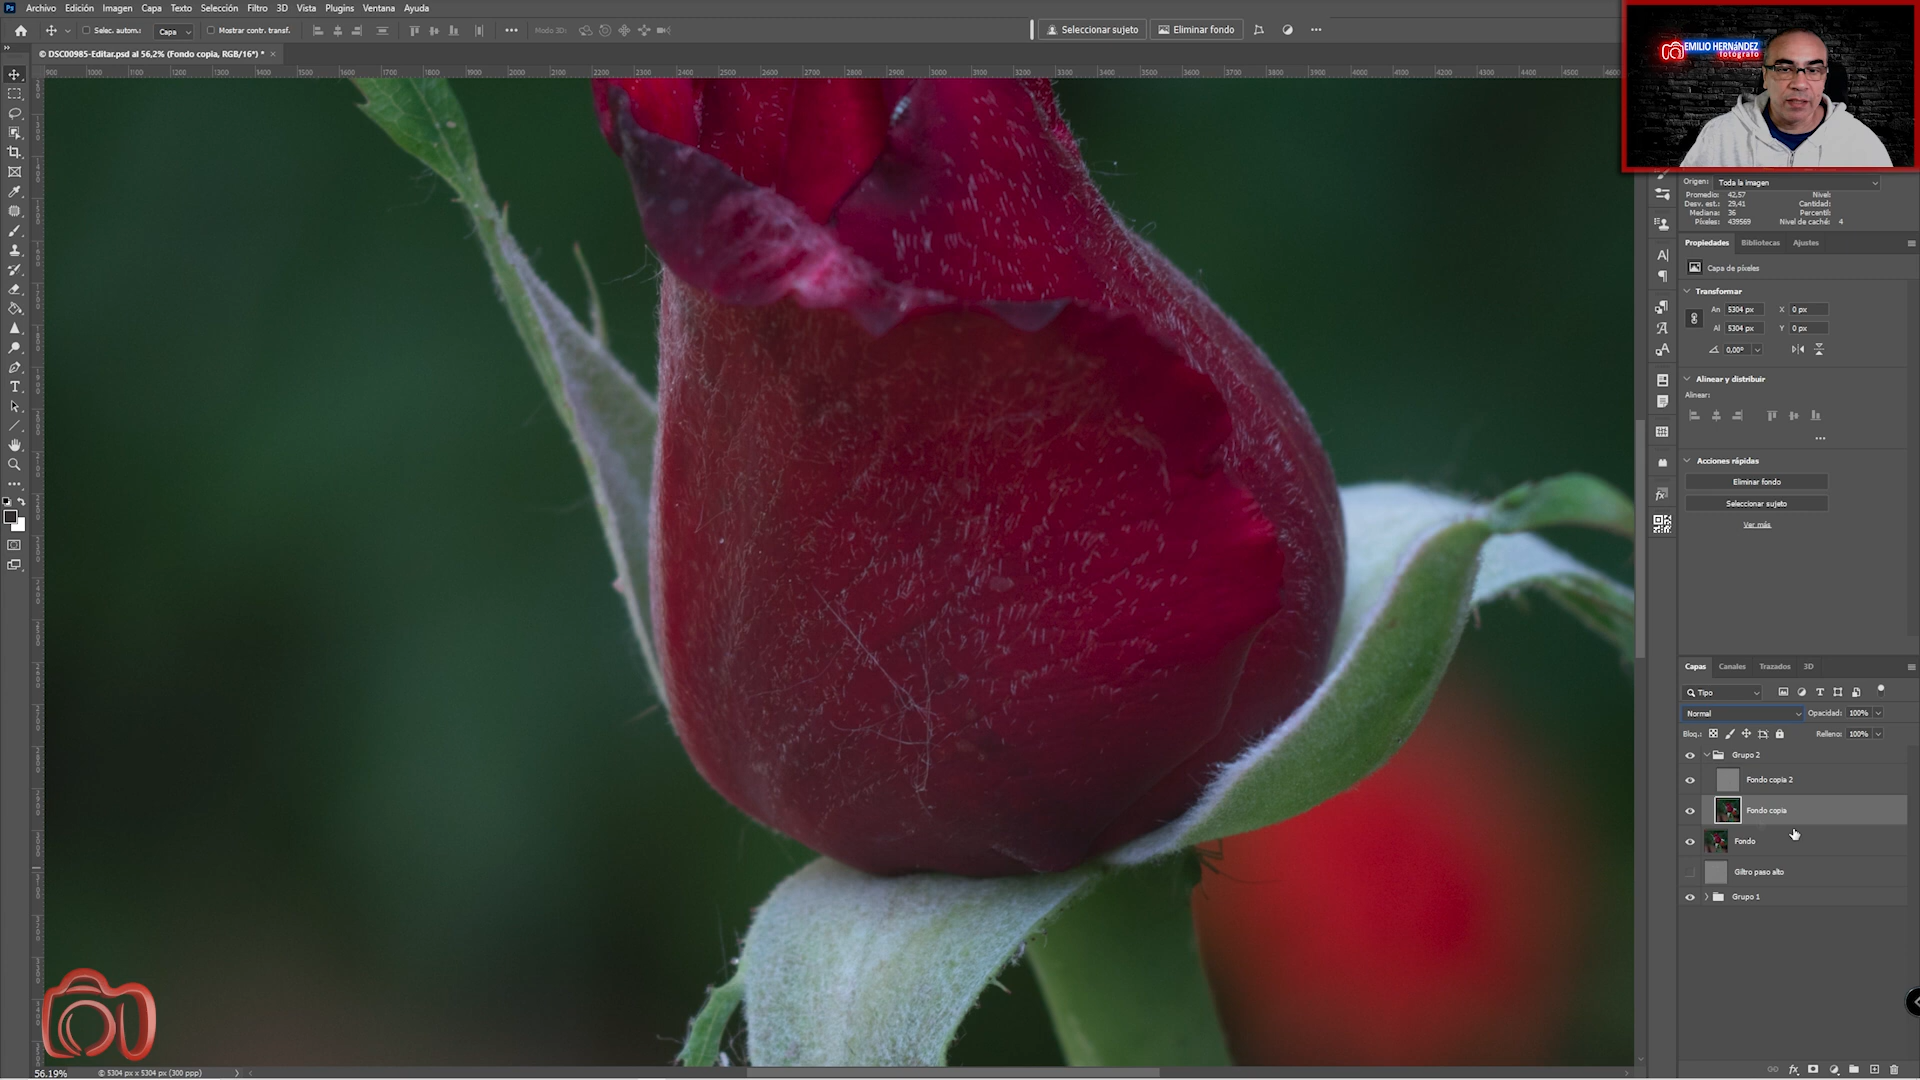 Archivo Edición Imagen Capa Texto Selección Filtro 3D Vista Plugins Ventana Ayuda
Selec. autom.: Capa Mostrar contr. transf. Modo 3D: Seleccionar sujeto Eliminar fondo
© DSC00985-Editar.psd al 56,2% (Fondo copia, RGB/16*) *
EMILIO HERNÁNDEZ
fotógrafo
Origen: Toda la imagen
Promedio: 42,57 Nivel:
Desv. est.: 29,41 Cantidad:
Mediana: 36 Percentil:
Píxeles: 439569 Nivel de caché: 4
Propiedades Bibliotecas Ajustes
Capa de píxeles
Transformar
An 5304 px X 0 px
Al 5304 px Y 0 px
0,00°
Alinear y distribuir
Alinear:
Acciones rápidas
Eliminar fondo
Seleccionar sujeto
Ver más
Capas Canales Trazados 3D
Tipo
Normal Opacidad: 100%
Bloq.: Relleno: 100%
Grupo 2
Fondo copia 2
Fondo copia
Fondo
Giltro paso alto
Grupo 1
56.19% © 5304 px x 5304 px (300 ppp)